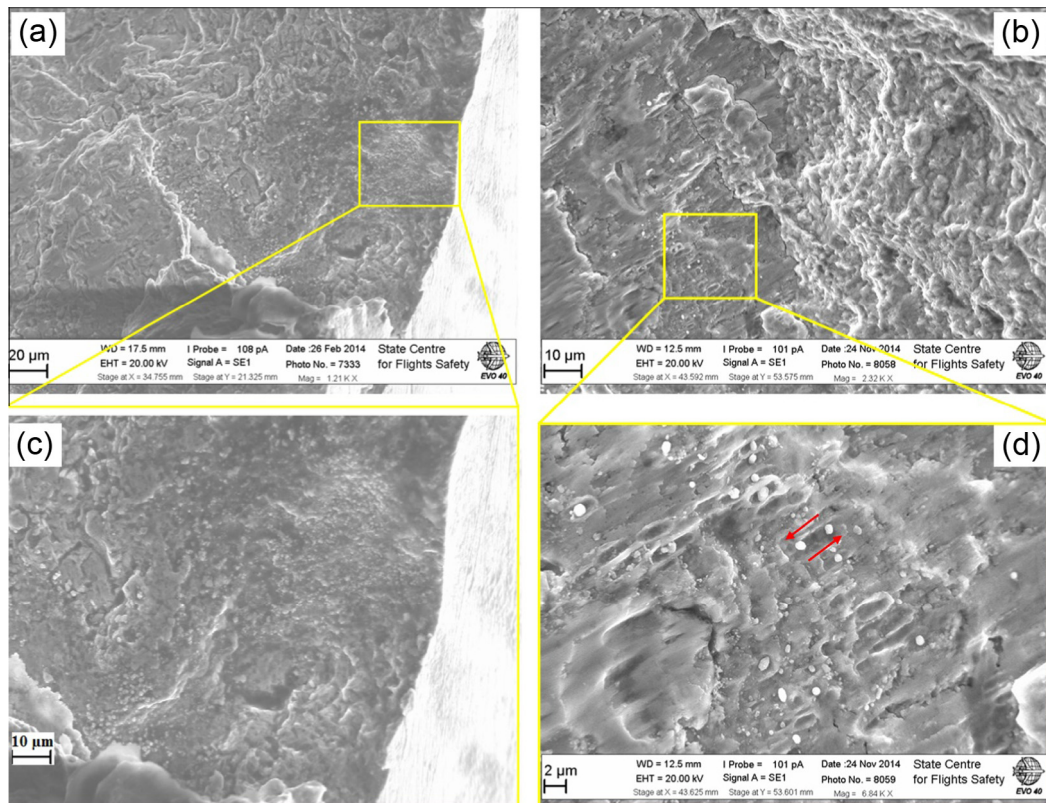 (a)
20 µm
WD = 17.5 mm
I Probe = 108 pA
Date :26 Feb 2014
State Centre
EHT = 20.00 kV
Signal A = SE1
Photo No. = 7333
for Flights Safety
Stage at X = 34.755 mm
Stage at Y = 21.325 mm
Mag = 1.21 K X
EVO 40
(b)
10 µm
WD = 12.5 mm
I Probe = 101 pA
Date :24 Nov 2014
State Centre
EHT = 20.00 kV
Signal A = SE1
Photo No. = 8058
for Flights Safety
Stage at X = 43.592 mm
Stage at Y = 53.575 mm
Mag = 2.32 K X
EVO 40
(c)
10 µm
(d)
2 µm
WD = 12.5 mm
I Probe = 101 pA
Date :24 Nov 2014
State Centre
EHT = 20.00 kV
Signal A = SE1
Photo No. = 8059
for Flights Safety
Stage at X = 43.625 mm
Stage at Y = 53.601 mm
Mag = 6.84 K X
EVO 40